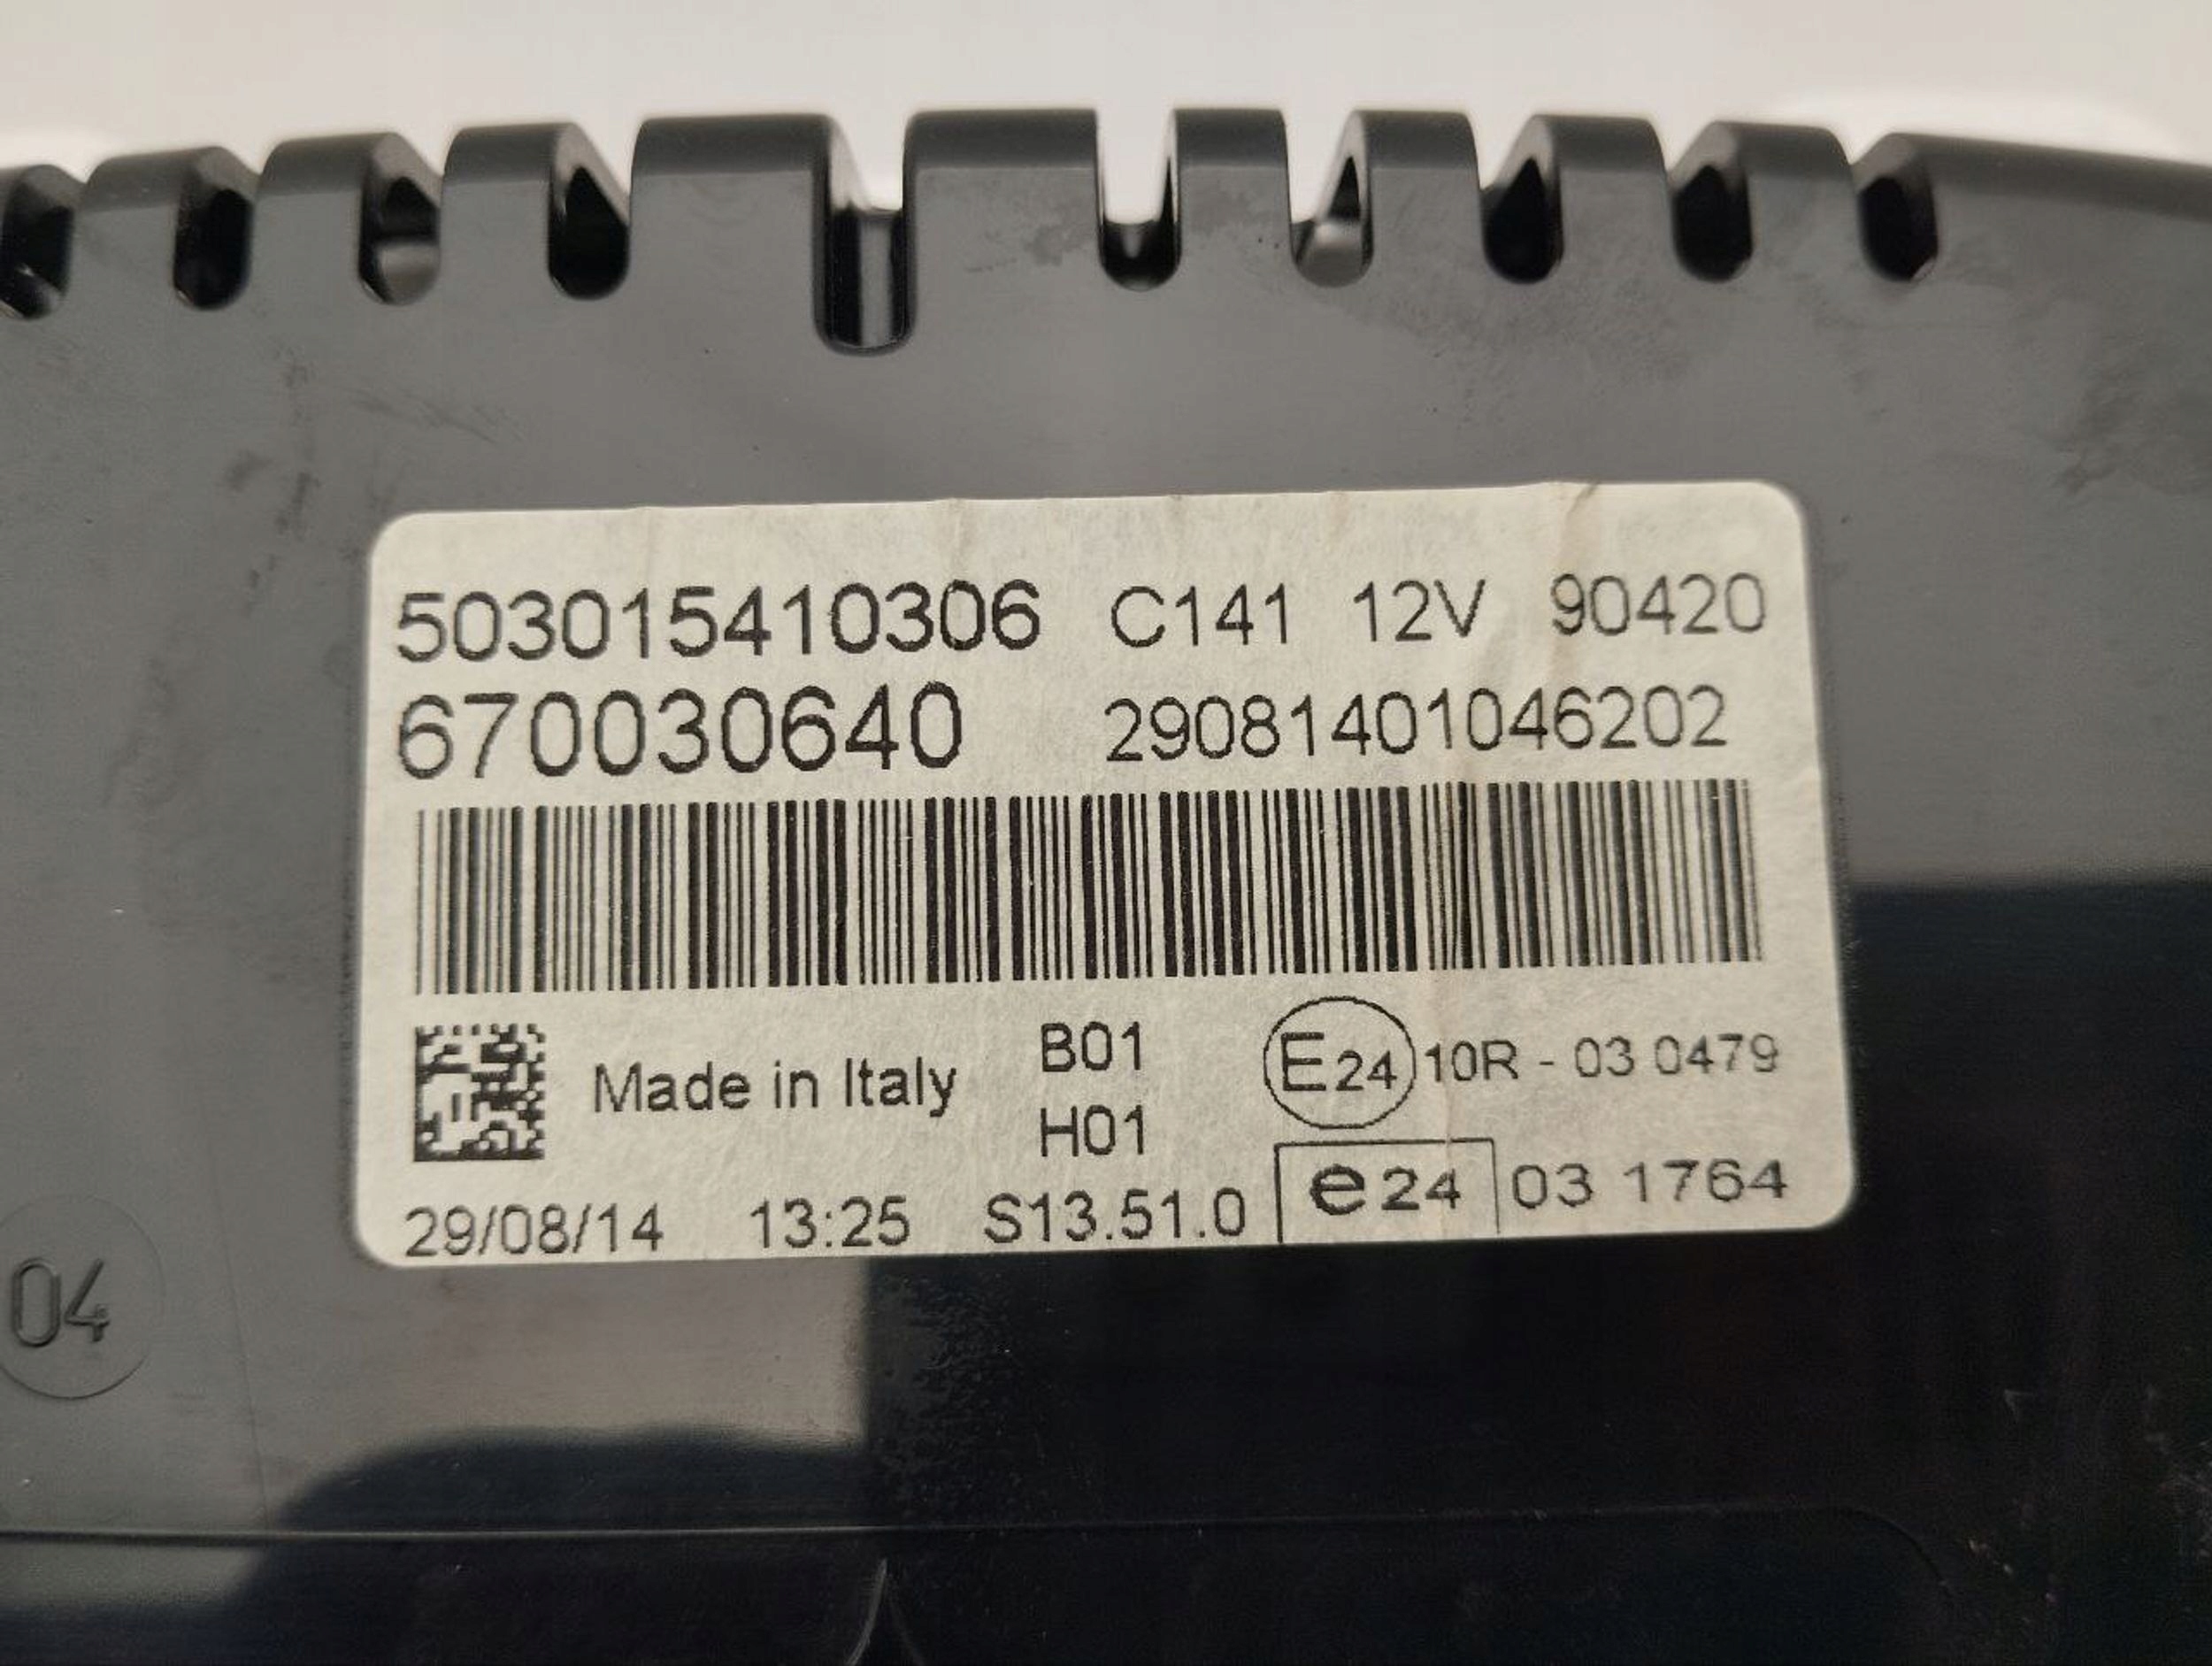 503015410306 C141 12V 90420
670030640 29081401046202
Made in Italy
B01
H01
E24 10R - 03 0479
e24 03 1764
29/08/14 13:25 S13.51.0
04